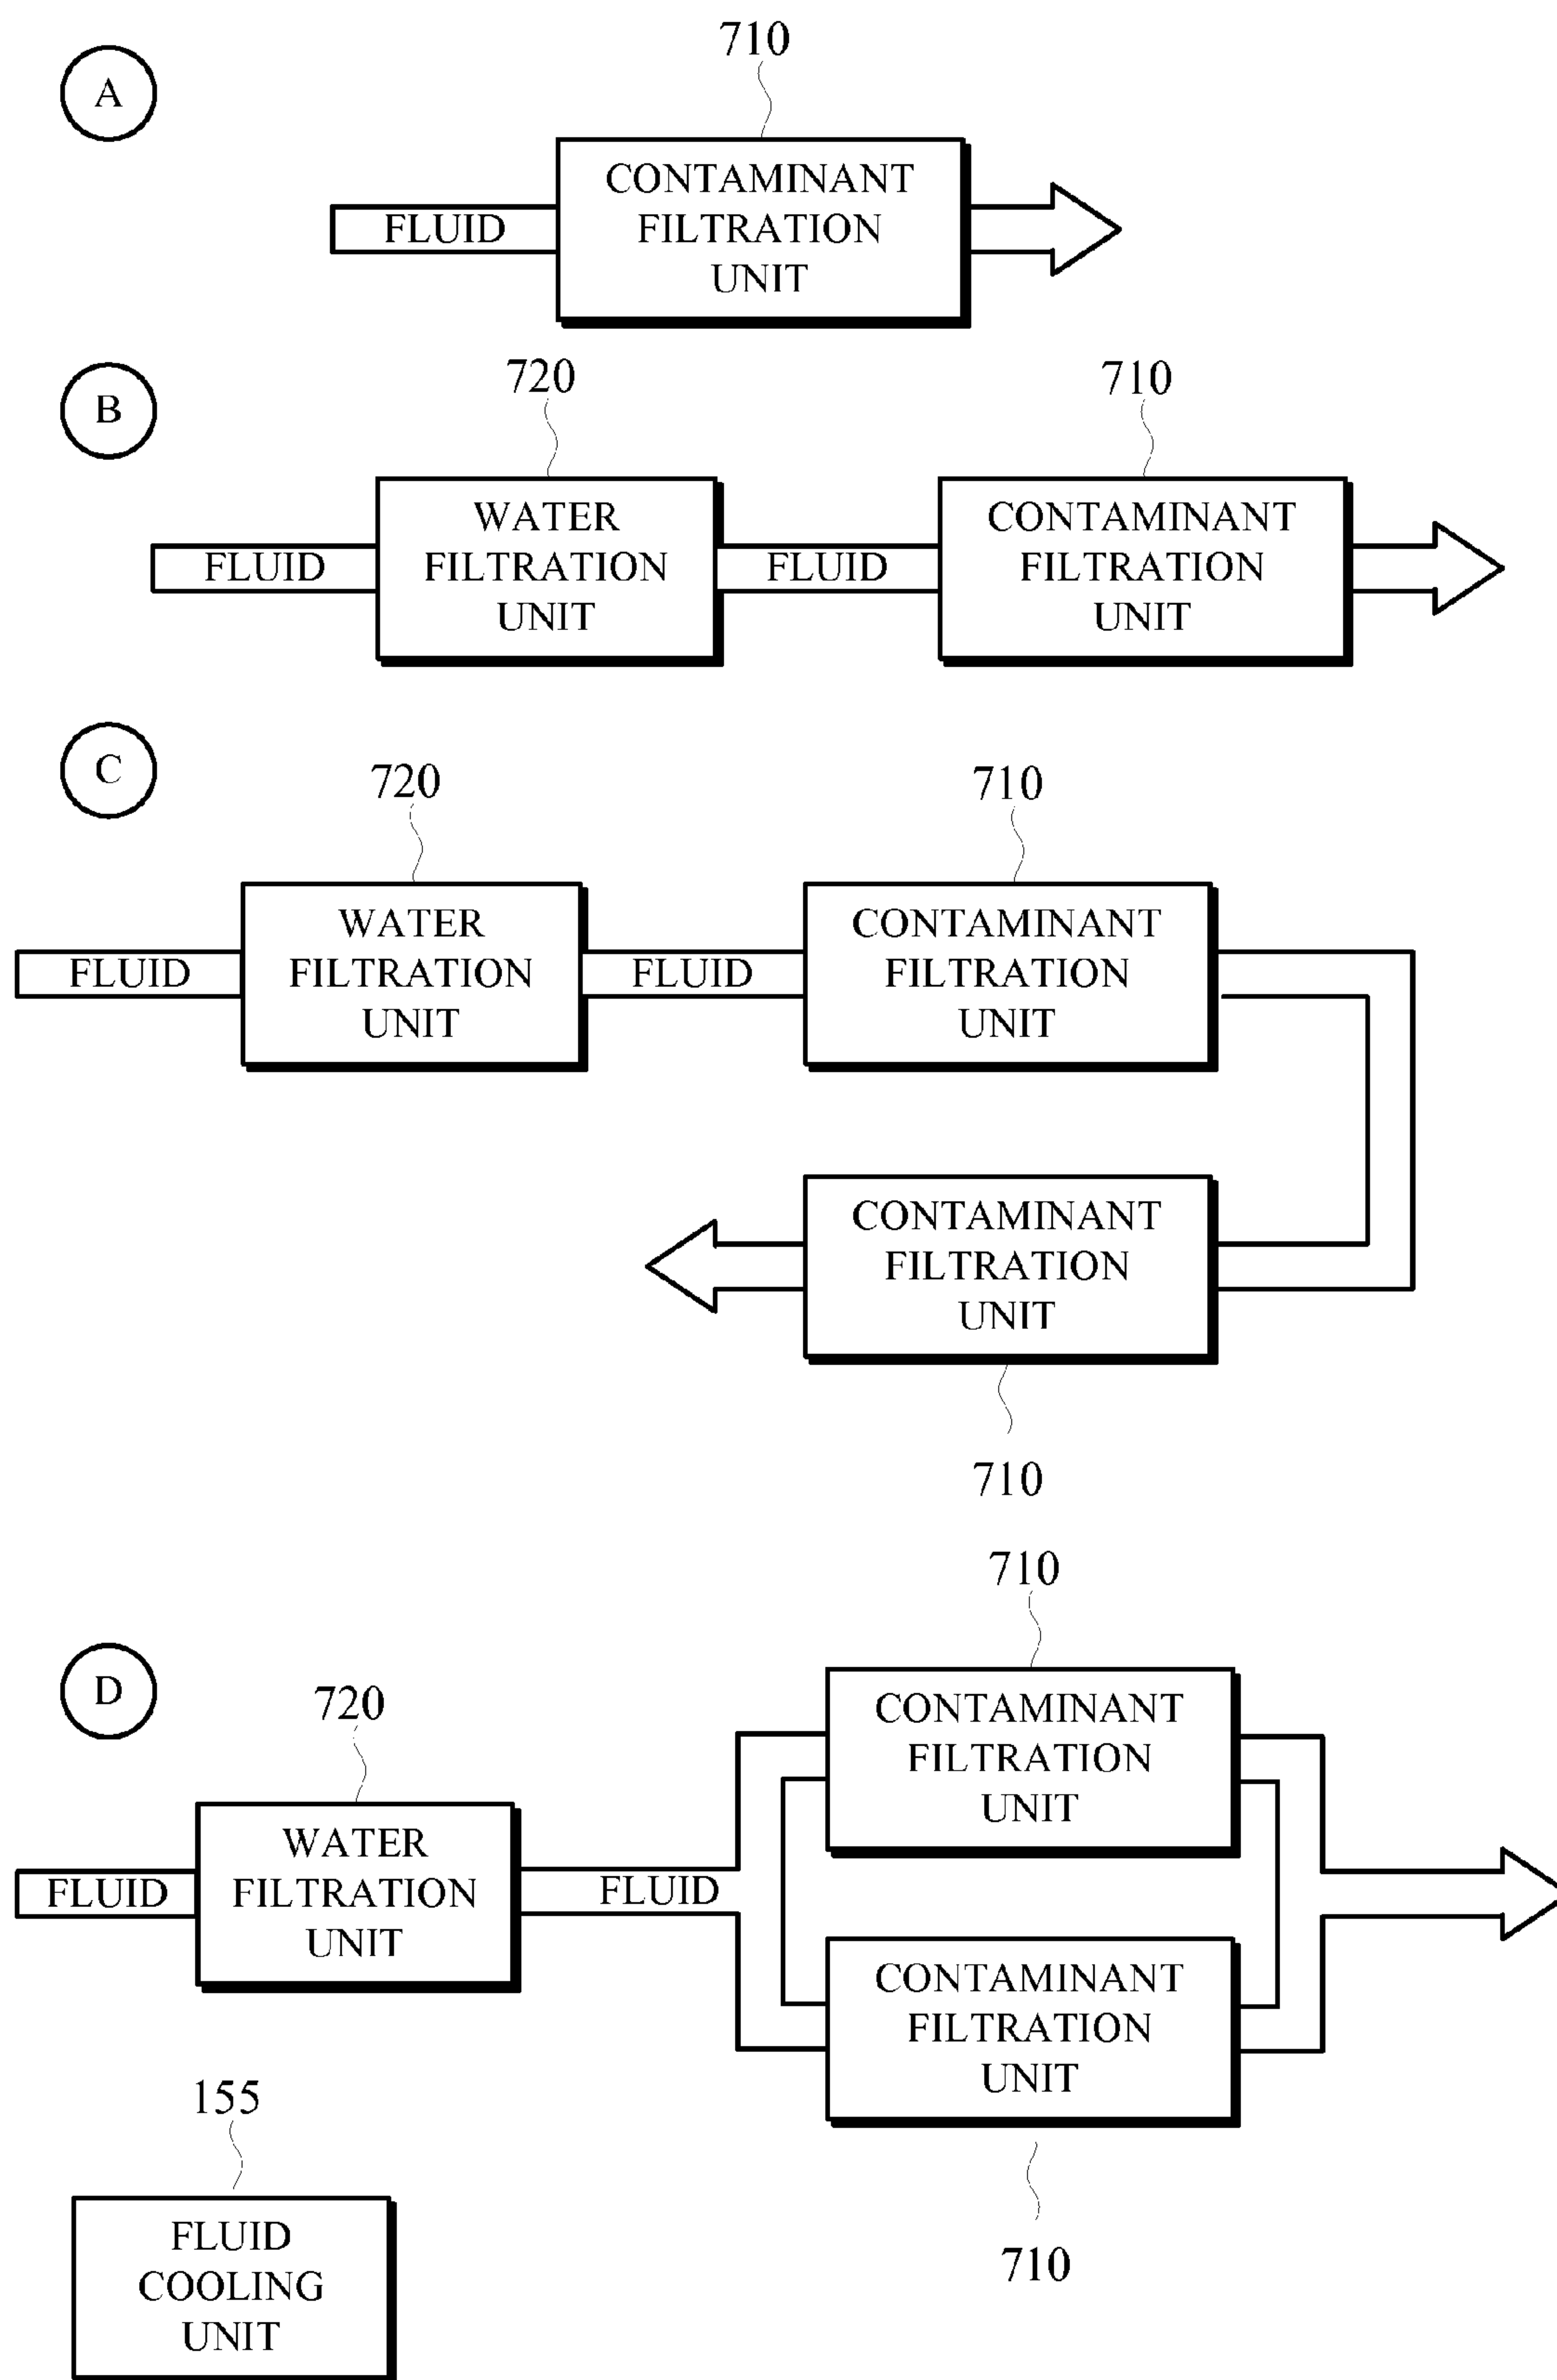 A
710
CONTAMINANT
FILTRATION
UNIT
FLUID
B
720
710
WATER
FILTRATION
UNIT
CONTAMINANT
FILTRATION
UNIT
FLUID
FLUID
C
720
710
WATER
FILTRATION
UNIT
CONTAMINANT
FILTRATION
UNIT
FLUID
FLUID
CONTAMINANT
FILTRATION
UNIT
710
D
710
720
CONTAMINANT
FILTRATION
UNIT
WATER
FILTRATION
UNIT
FLUID
FLUID
CONTAMINANT
FILTRATION
UNIT
710
155
FLUID
COOLING
UNIT